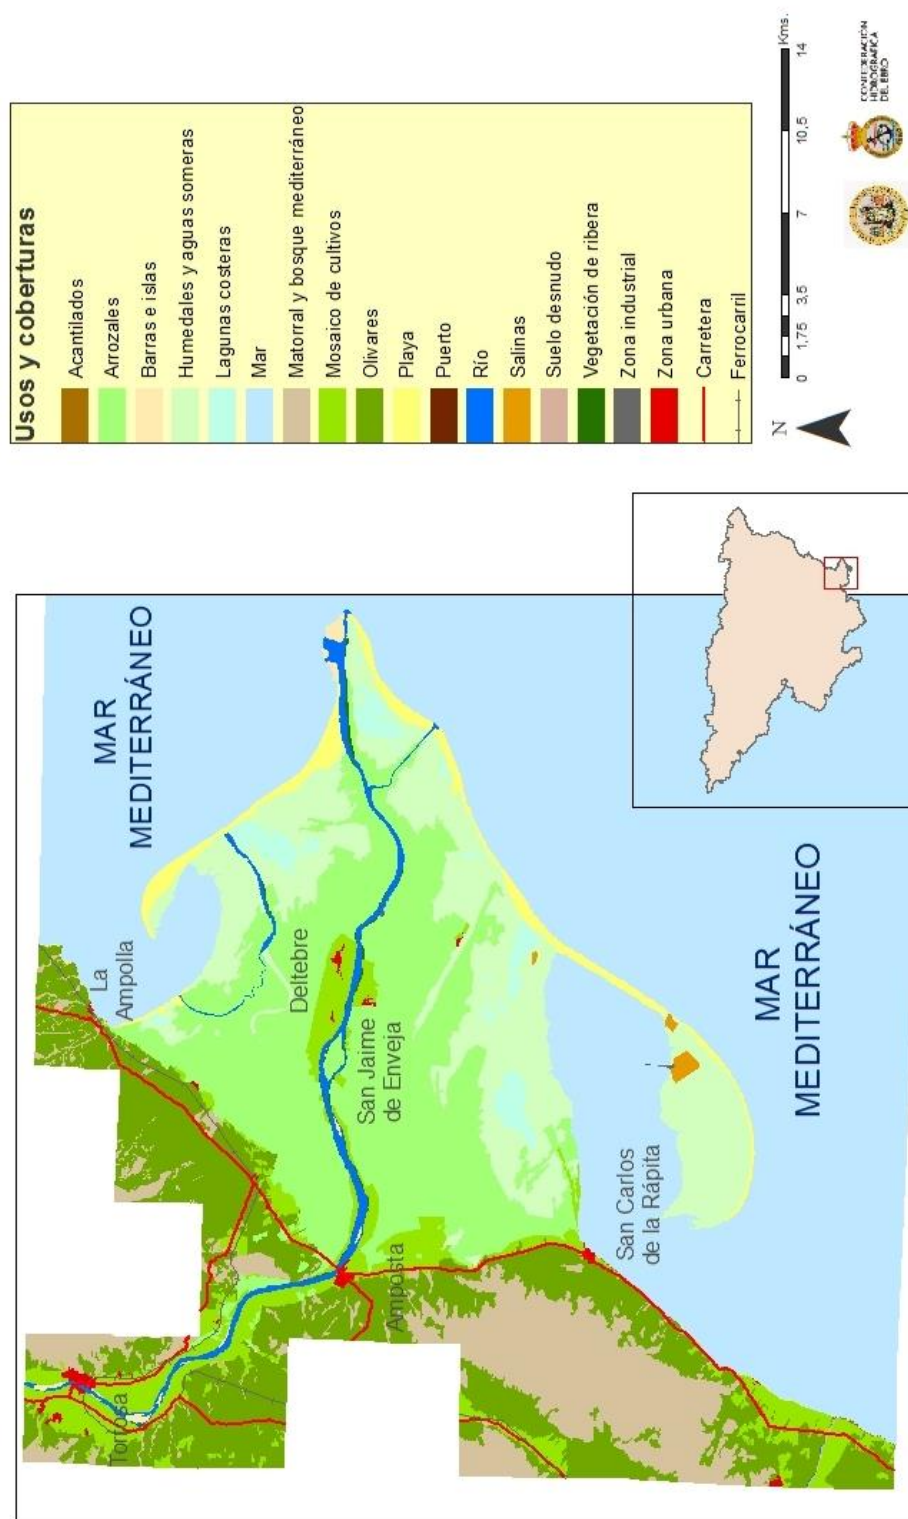 MAR
MEDITERRÁNEO
La
Ampolla
Deltebre
San Jaime
de Enveja
Tortosa
Amposta
San Carlos
de la Rápita
MAR
MEDITERRÁNEO
Usos y coberturas
Acantilados
Arrozales
Barras e islas
Humedales y aguas someras
Lagunas costeras
Mar
Matorral y bosque mediterráneo
Mosaico de cultivos
Olivares
Playa
Puerto
Río
Salinas
Suelo desnudo
Vegetación de ribera
Zona industrial
Zona urbana
Carretera
Ferrocarril
N
0 1,75 3,5 7 10,5 14
Kms.
CONFEDERACIÓN
HIDROGRÁFICA
DEL EBRO